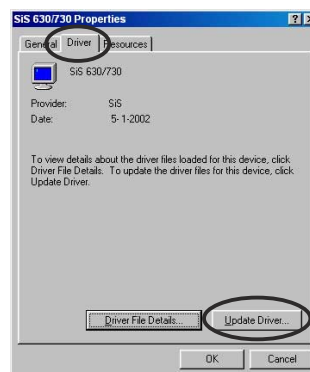 SiS 630/730 Properties
General Driver Resources
SiS 630/730
Provider: SiS
Date: 5- 1-2002
To view details about the driver files loaded for this device, click
Driver File Details. To update the driver files for this device, click
Update Driver.
Driver File Details... Update Driver...
OK Cancel